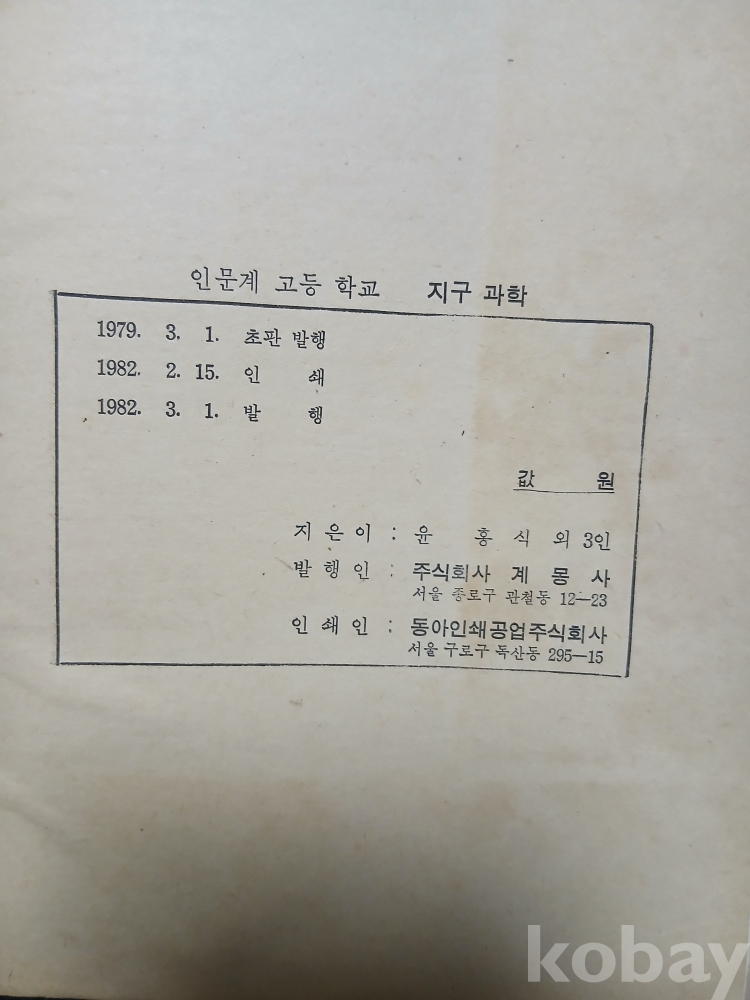 인문계 고등 학교 지구 과학
1979. 3. 1. 초판 발행
1982. 2. 15. 인 쇄
1982. 3. 1. 발 행
값 원
지 은 이 : 윤 홍 식 외 3인
발 행 인 : 주식회사 계 몽 사
서울 종로구 관철동 12—23
인 쇄 인 : 동아인쇄공업주식회사
서울 구로구 독산동 295—15
kobay